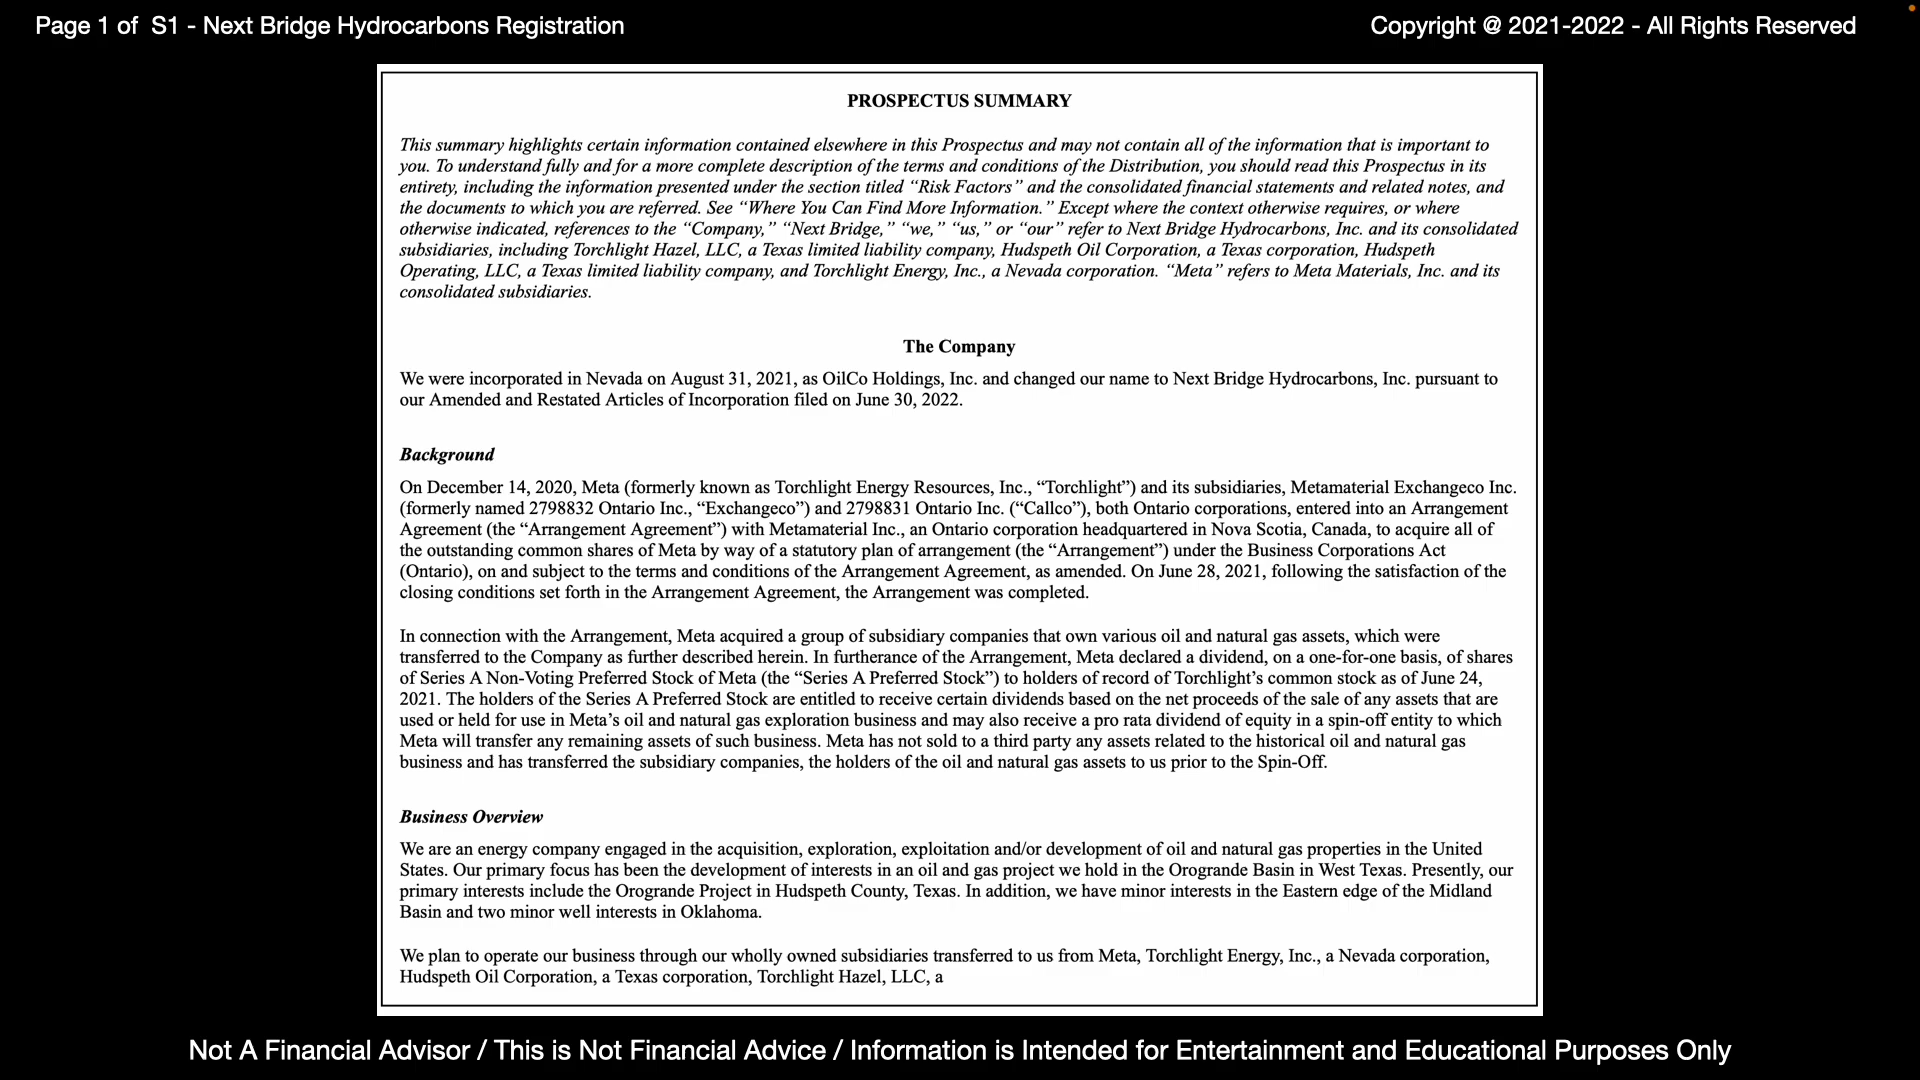 Page 1 of  S1 - Next Bridge Hydrocarbons Registration
Copyright @ 2021-2022 - All Rights Reserved
PROSPECTUS SUMMARY
This summary highlights certain information contained elsewhere in this Prospectus and may not contain all of the information that is important to
you. To understand fully and for a more complete description of the terms and conditions of the Distribution, you should read this Prospectus in its
entirety, including the information presented under the section titled “Risk Factors” and the consolidated financial statements and related notes, and
the documents to which you are referred. See “Where You Can Find More Information.” Except where the context otherwise requires, or where
otherwise indicated, references to the “Company,” “Next Bridge,” “we,” “us,” or “our” refer to Next Bridge Hydrocarbons, Inc. and its consolidated
subsidiaries, including Torchlight Hazel, LLC, a Texas limited liability company, Hudspeth Oil Corporation, a Texas corporation, Hudspeth
Operating, LLC, a Texas limited liability company, and Torchlight Energy, Inc., a Nevada corporation. “Meta” refers to Meta Materials, Inc. and its
consolidated subsidiaries.
The Company
We were incorporated in Nevada on August 31, 2021, as OilCo Holdings, Inc. and changed our name to Next Bridge Hydrocarbons, Inc. pursuant to
our Amended and Restated Articles of Incorporation filed on June 30, 2022.
Background
On December 14, 2020, Meta (formerly known as Torchlight Energy Resources, Inc., “Torchlight”) and its subsidiaries, Metamaterial Exchangeco Inc.
(formerly named 2798832 Ontario Inc., “Exchangeco”) and 2798831 Ontario Inc. (“Callco”), both Ontario corporations, entered into an Arrangement
Agreement (the “Arrangement Agreement”) with Metamaterial Inc., an Ontario corporation headquartered in Nova Scotia, Canada, to acquire all of
the outstanding common shares of Meta by way of a statutory plan of arrangement (the “Arrangement”) under the Business Corporations Act
(Ontario), on and subject to the terms and conditions of the Arrangement Agreement, as amended. On June 28, 2021, following the satisfaction of the
closing conditions set forth in the Arrangement Agreement, the Arrangement was completed.
In connection with the Arrangement, Meta acquired a group of subsidiary companies that own various oil and natural gas assets, which were
transferred to the Company as further described herein. In furtherance of the Arrangement, Meta declared a dividend, on a one-for-one basis, of shares
of Series A Non-Voting Preferred Stock of Meta (the “Series A Preferred Stock”) to holders of record of Torchlight’s common stock as of June 24,
2021. The holders of the Series A Preferred Stock are entitled to receive certain dividends based on the net proceeds of the sale of any assets that are
used or held for use in Meta’s oil and natural gas exploration business and may also receive a pro rata dividend of equity in a spin-off entity to which
Meta will transfer any remaining assets of such business. Meta has not sold to a third party any assets related to the historical oil and natural gas
business and has transferred the subsidiary companies, the holders of the oil and natural gas assets to us prior to the Spin-Off.
Business Overview
We are an energy company engaged in the acquisition, exploration, exploitation and/or development of oil and natural gas properties in the United
States. Our primary focus has been the development of interests in an oil and gas project we hold in the Orogrande Basin in West Texas. Presently, our
primary interests include the Orogrande Project in Hudspeth County, Texas. In addition, we have minor interests in the Eastern edge of the Midland
Basin and two minor well interests in Oklahoma.
We plan to operate our business through our wholly owned subsidiaries transferred to us from Meta, Torchlight Energy, Inc., a Nevada corporation,
Hudspeth Oil Corporation, a Texas corporation, Torchlight Hazel, LLC, a
Not A Financial Advisor / This is Not Financial Advice / Information is Intended for Entertainment and Educational Purposes Only